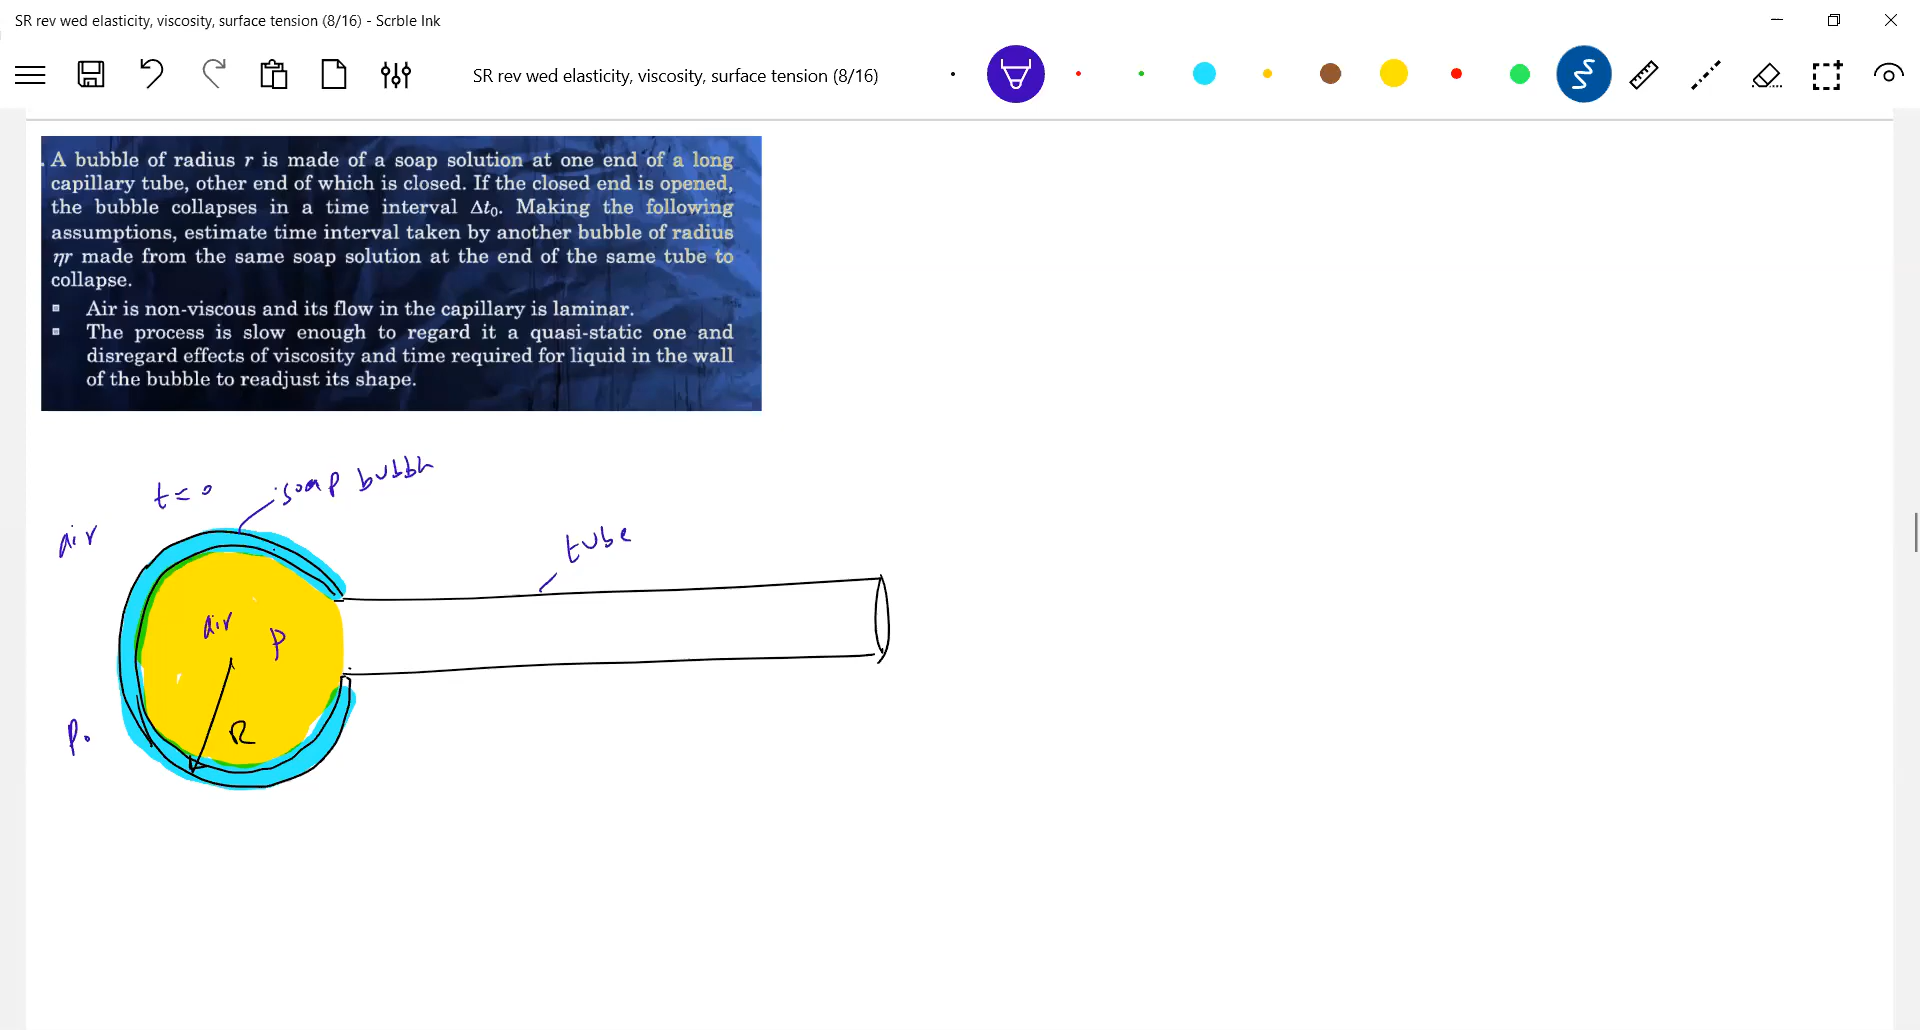 SR rev wed elasticity, viscosity, surface tension (8/16) - Scrble Ink
SR rev wed elasticity, viscosity, surface tension (8/16)
. A bubble of radius r is made of a soap solution at one end of a long
capillary tube, other end of which is closed. If the closed end is opened,
the bubble collapses in a time interval Δt₀. Making the following
assumptions, estimate time interval taken by another bubble of radius
ηr made from the same soap solution at the end of the same tube to
collapse.
▪ Air is non-viscous and its flow in the capillary is laminar.
▪ The process is slow enough to regard it a quasi-static one and
disregard effects of viscosity and time required for liquid in the wall
of the bubble to readjust its shape.
t = 0
soap bubbl
air
tube
air
P
R
P₀